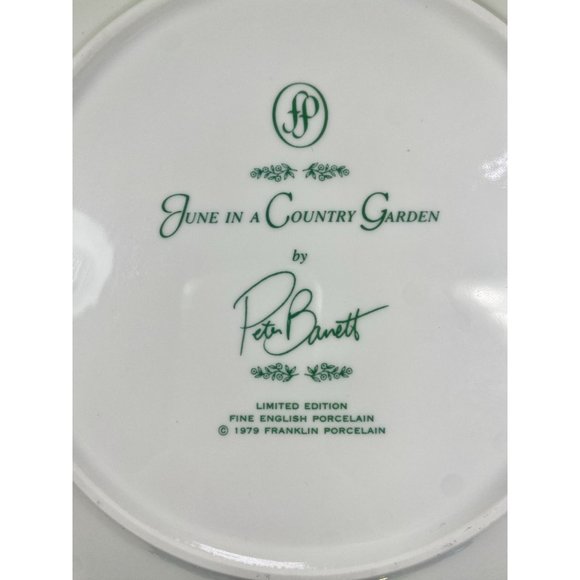 fp
JUNE IN A COUNTRY GARDEN
by
Peter Barrett
LIMITED EDITION
FINE ENGLISH PORCELAIN
© 1979 FRANKLIN PORCELAIN